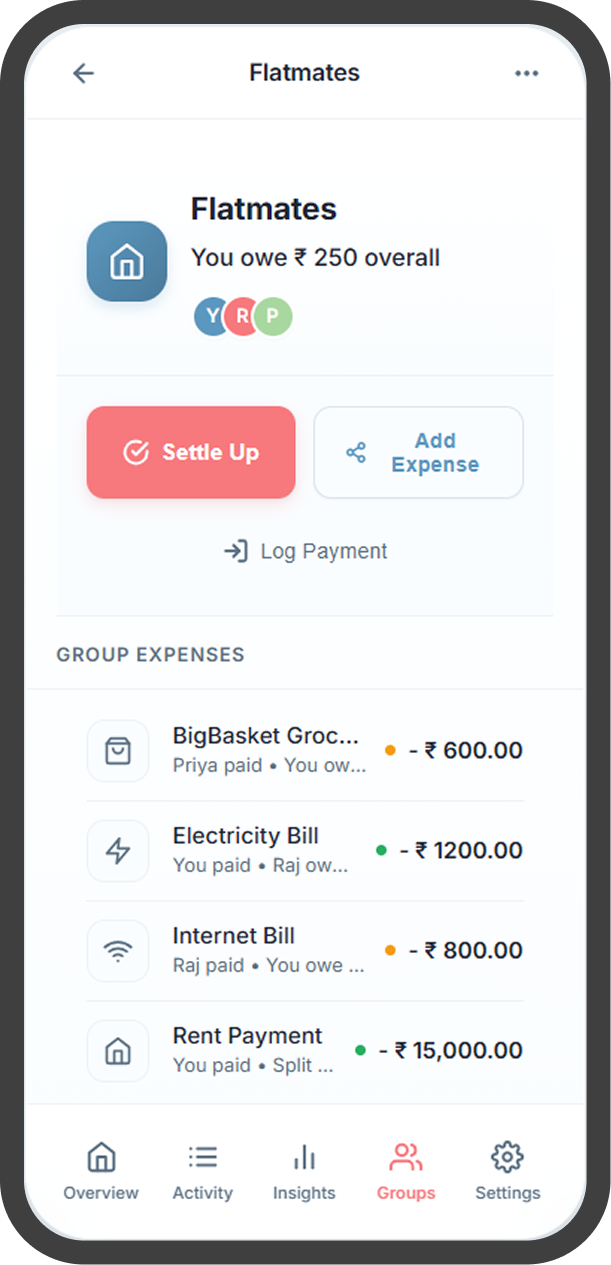 Flatmates
Flatmates
You owe ₹ 250 overall
Y R P
Settle Up
Add
Expense
Log Payment
GROUP EXPENSES
BigBasket Groc...
- ₹ 600.00
Priya paid • You ow...
Electricity Bill
- ₹ 1200.00
You paid • Raj ow...
Internet Bill
- ₹ 800.00
Raj paid • You owe ...
Rent Payment
- ₹ 15,000.00
You paid • Split ...
Overview Activity Insights Groups Settings